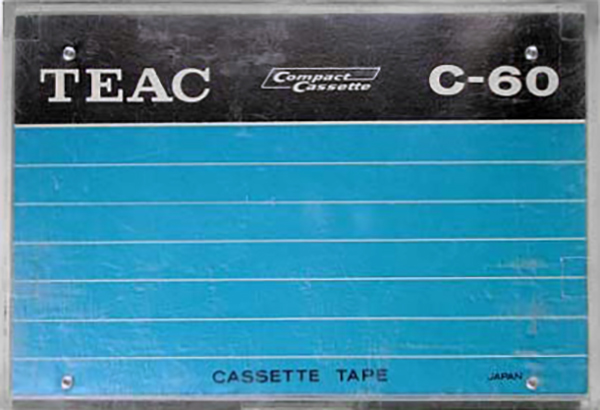 TEAC Compact Cassette C-60
CASSETTE TAPE JAPAN